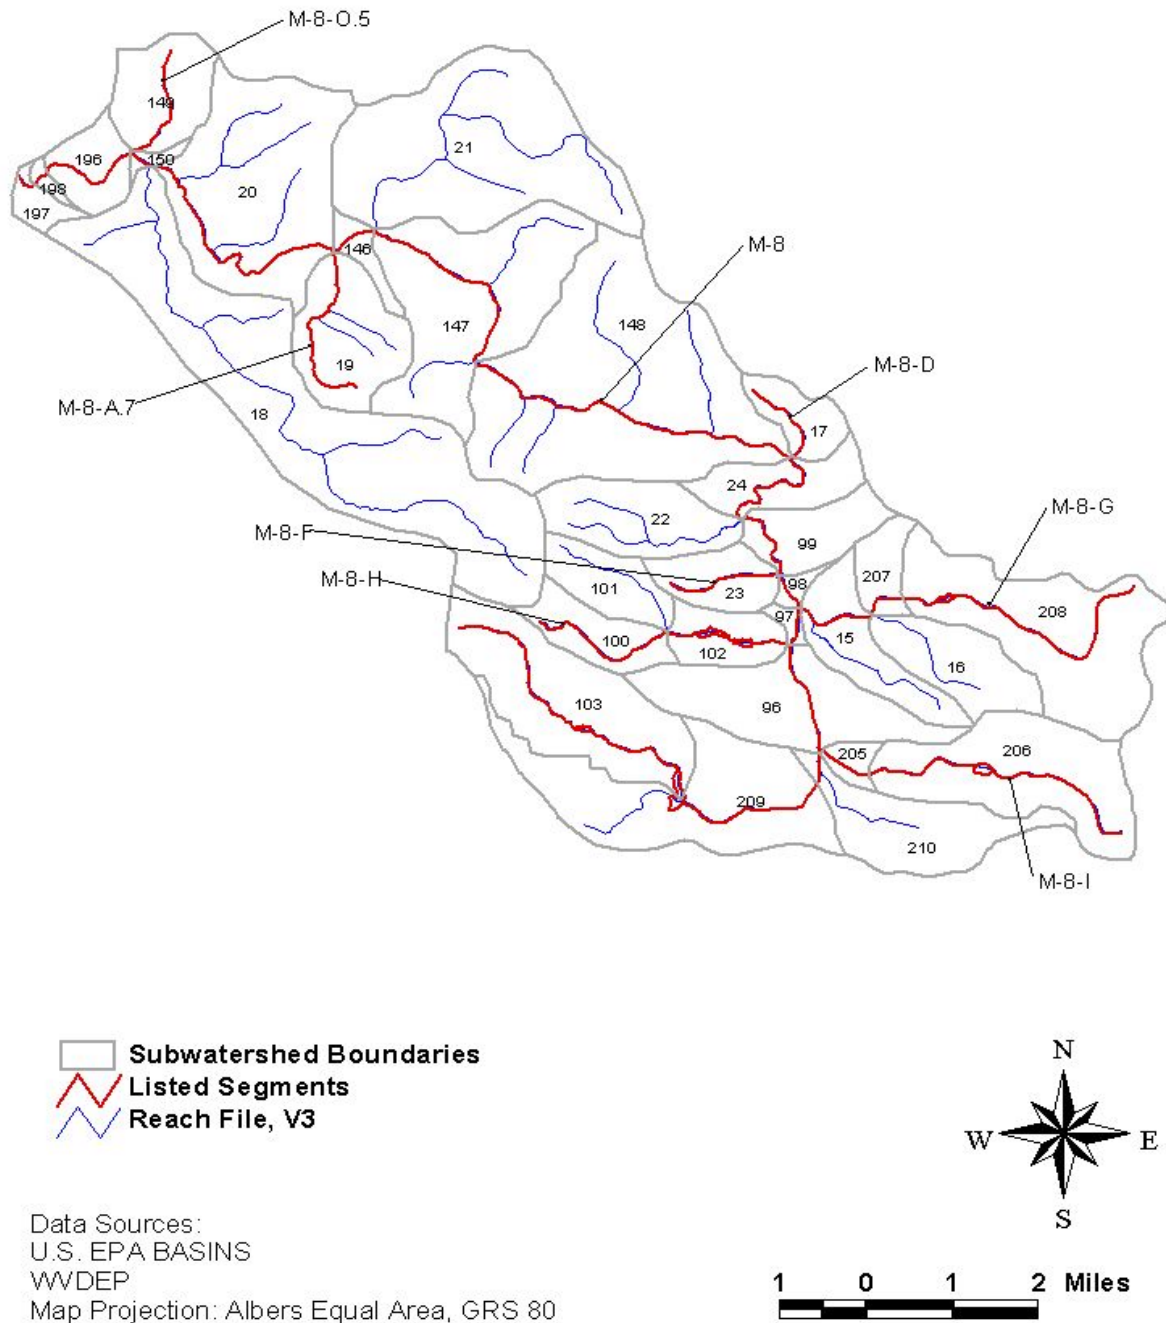 M-8-O.5
149
21
196
150
198
20
197
146
M-8
147
148
M-8-D
19
M-8-A.7
18
17
24
22
M-8-G
M-8-F
99
M-8-H
207
101
98
23
208
97
100
15
102
16
103
96
205
206
209
210
M-8-I
Subwatershed Boundaries
Listed Segments
Reach File, V3
N
W E
S
Data Sources:
U.S. EPA BASINS
WVDEP
Map Projection: Albers Equal Area, GRS 80
1 0 1 2 Miles